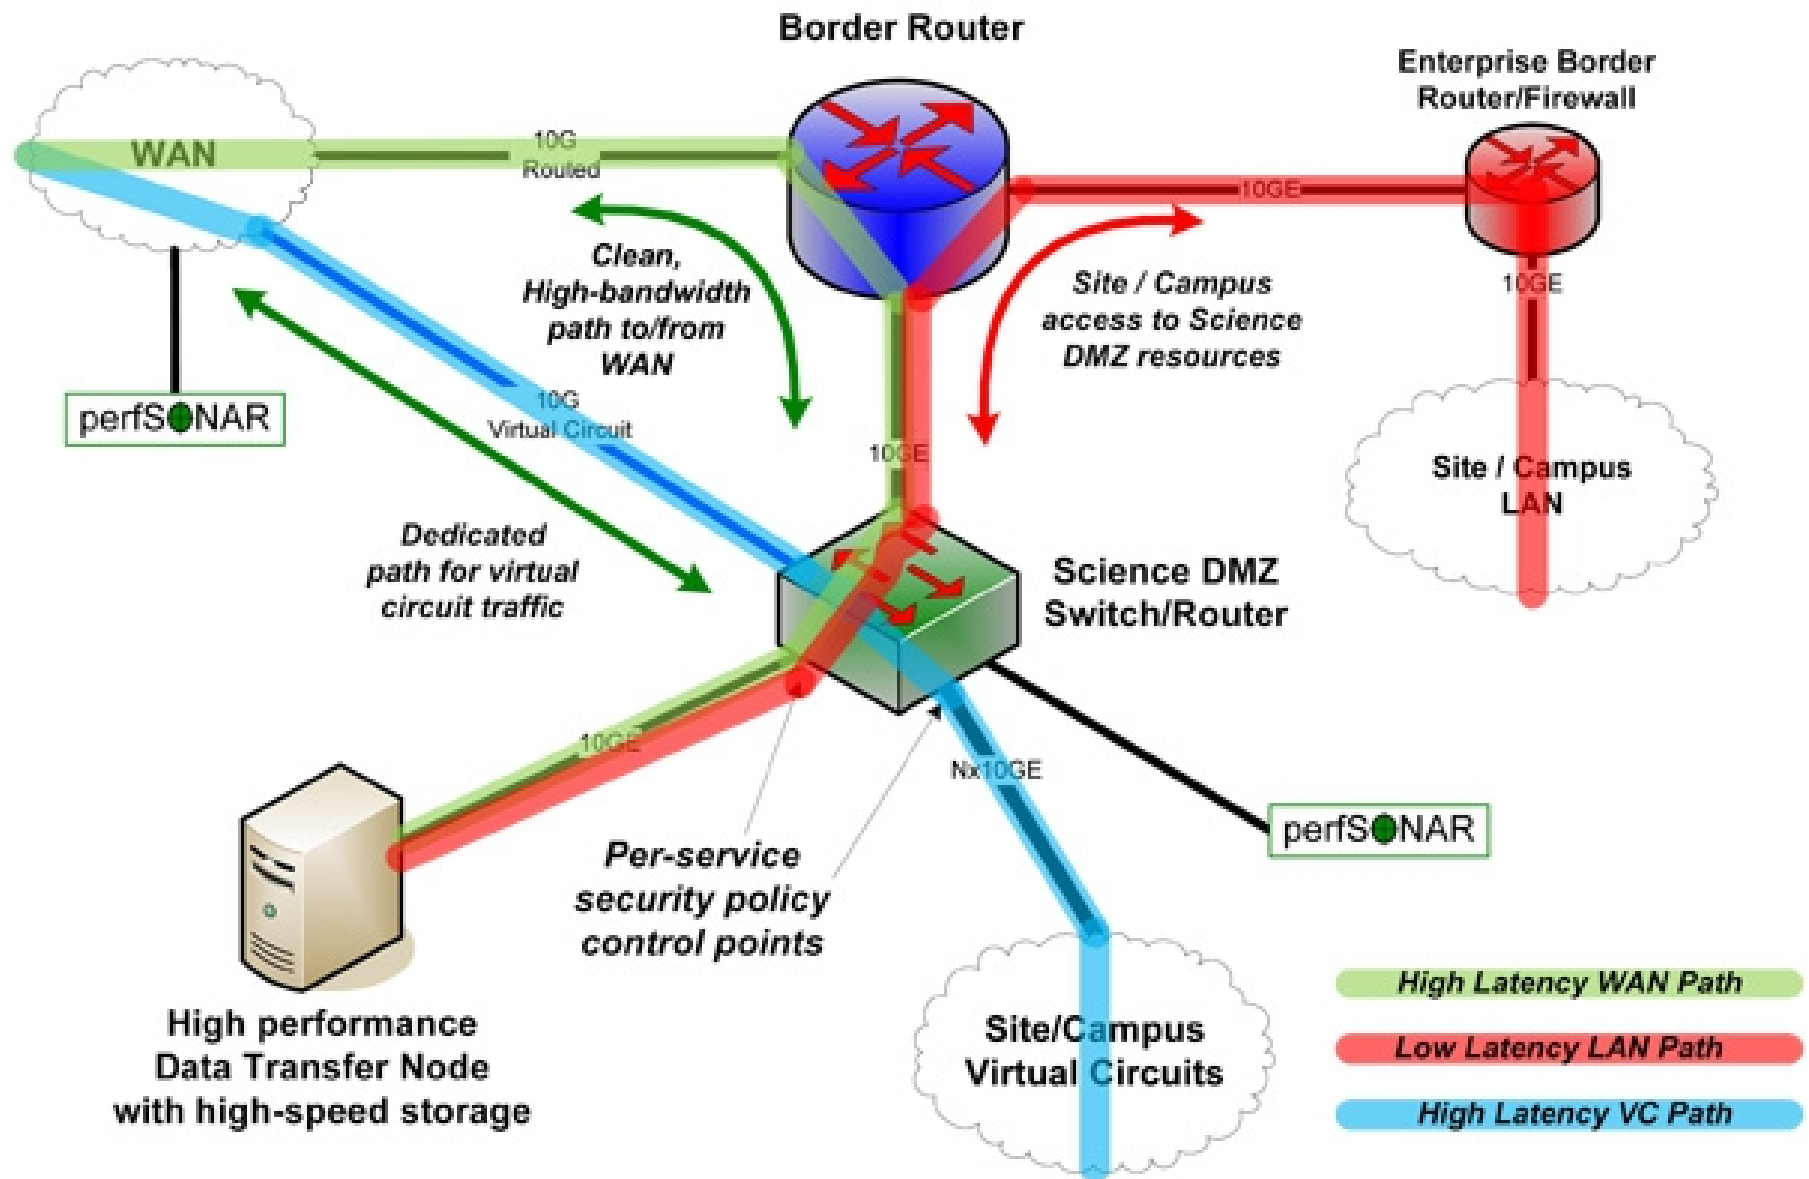 Border Router
Enterprise Border
Router/Firewall
WAN
10G
Routed
10GE
10GE
Clean,
High-bandwidth
path to/from
WAN
Site / Campus
access to Science
DMZ resources
perfSONAR
10G
Virtual Circuit
10GE
Site / Campus
LAN
Dedicated
path for virtual
circuit traffic
Science DMZ
Switch/Router
10GE
Nx10GE
perfSONAR
Per-service
security policy
control points
High performance
Data Transfer Node
with high-speed storage
Site/Campus
Virtual Circuits
High Latency WAN Path
Low Latency LAN Path
High Latency VC Path